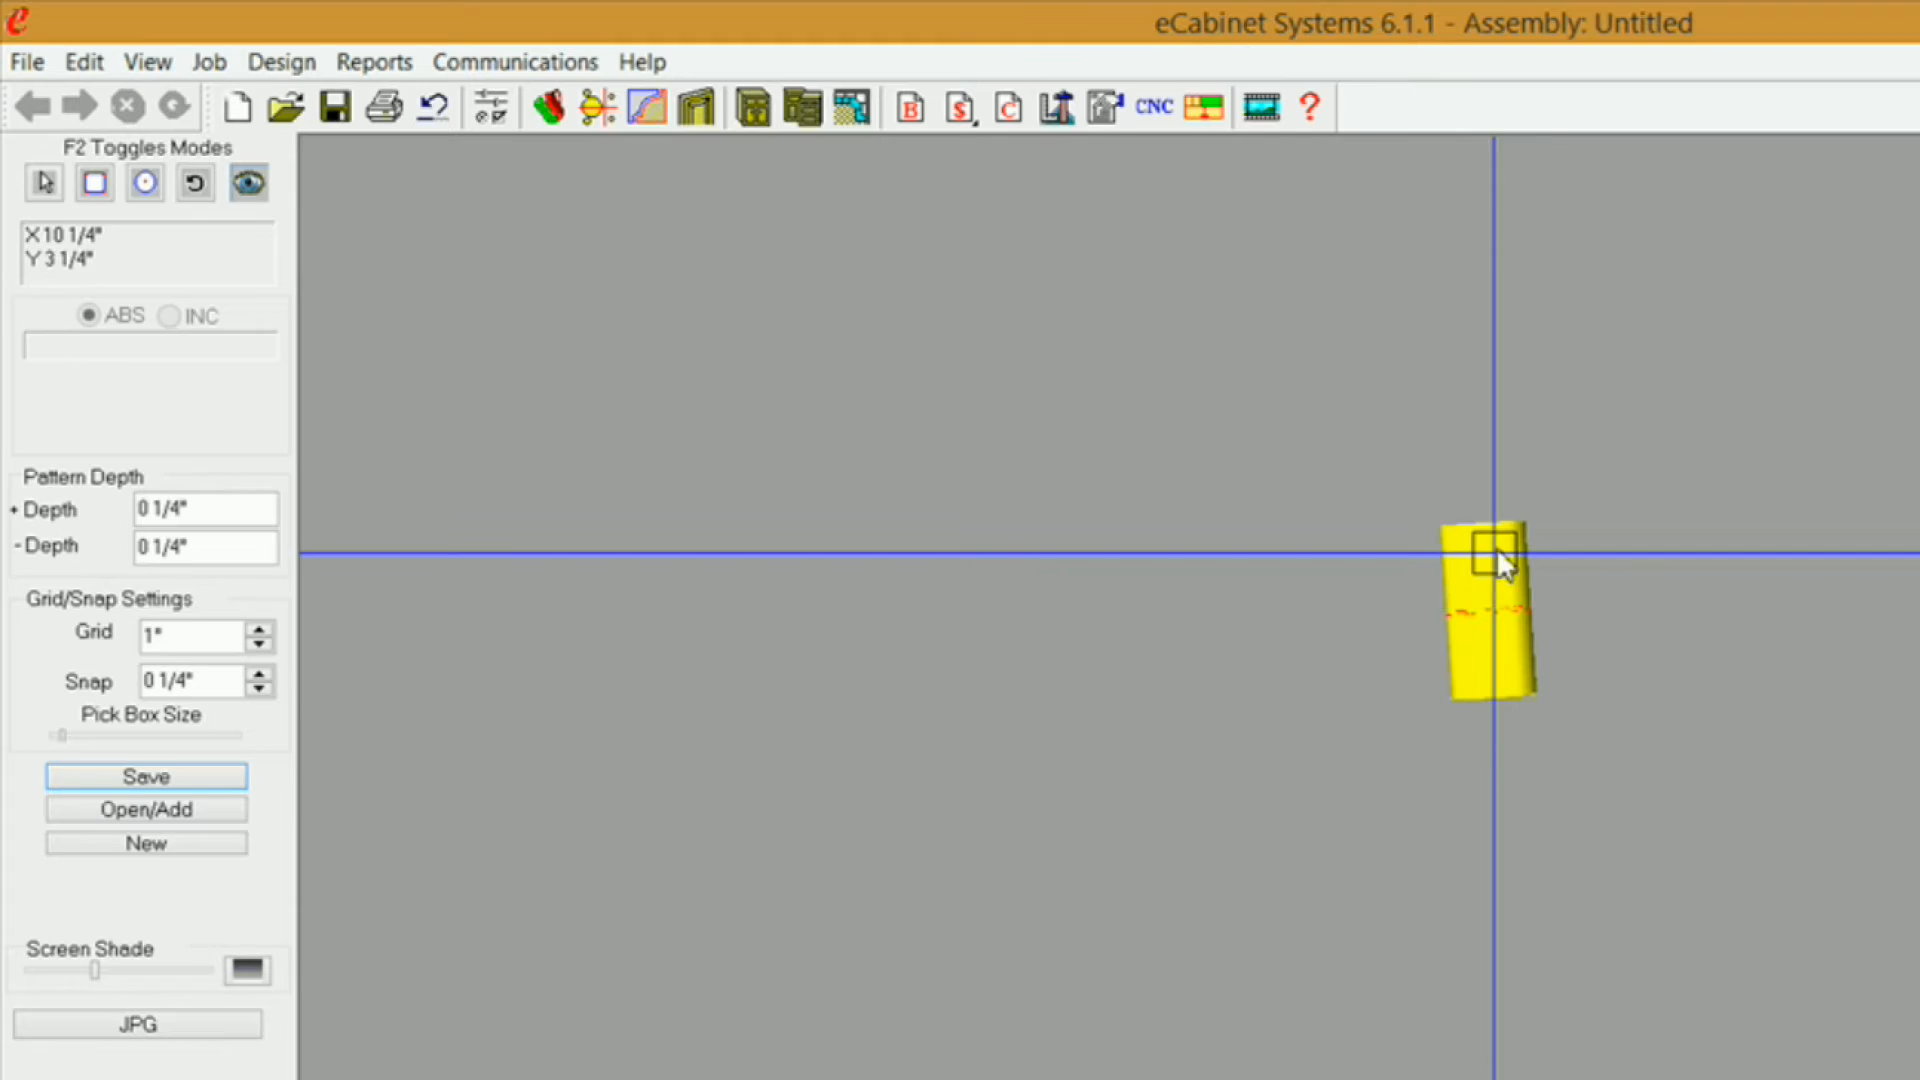 eCabinet Systems 6.1.1 - Assembly: Untitled
File Edit View Job Design Reports Communications Help
B $ C CNC ?
F2 Toggles Modes
X 10 1/4"
Y 3 1/4"
ABS INC
Pattern Depth
+ Depth 0 1/4"
- Depth 0 1/4"
Grid/Snap Settings
Grid 1"
Snap 0 1/4"
Pick Box Size
Save
Open/Add
New
Screen Shade
JPG